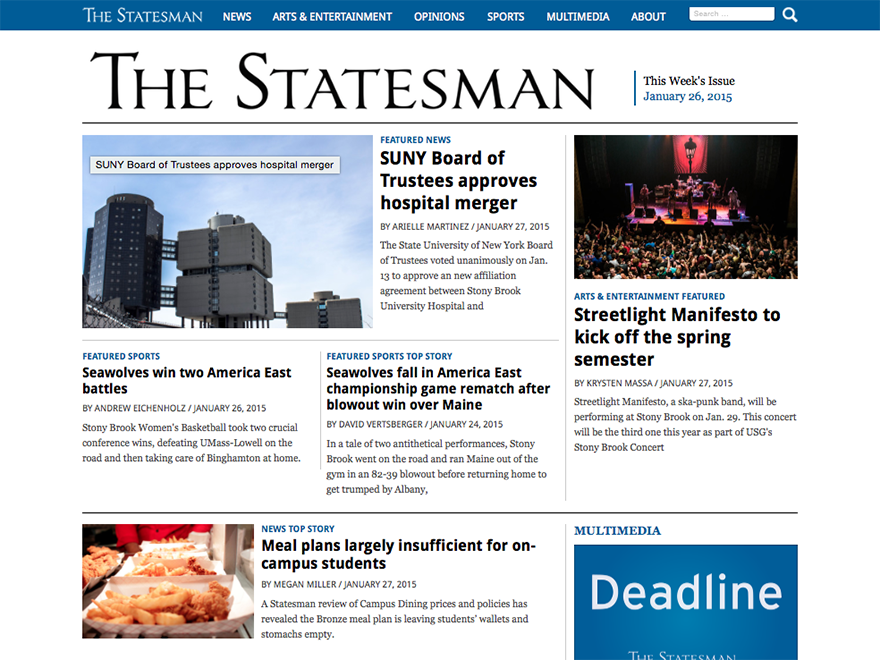 THE STATESMAN NEWS ARTS & ENTERTAINMENT OPINIONS SPORTS MULTIMEDIA ABOUT Search ...
THE STATESMAN
This Week's Issue
January 26, 2015
SUNY Board of Trustees approves hospital merger
FEATURED NEWS
SUNY Board of
Trustees approves
hospital merger
BY ARIELLE MARTINEZ / JANUARY 27, 2015
The State University of New York Board
of Trustees voted unanimously on Jan.
13 to approve an new affiliation
agreement between Stony Brook
University Hospital and
ARTS & ENTERTAINMENT FEATURED
Streetlight Manifesto to
kick off the spring
semester
BY KRYSTEN MASSA / JANUARY 27, 2015
Streetlight Manifesto, a ska-punk band, will be
performing at Stony Brook on Jan. 29. This concert
will be the third one this year as part of USG's
Stony Brook Concert
FEATURED SPORTS
Seawolves win two America East
battles
BY ANDREW EICHENHOLZ / JANUARY 26, 2015
Stony Brook Women's Basketball took two crucial
conference wins, defeating UMass-Lowell on the
road and then taking care of Binghamton at home.
FEATURED SPORTS TOP STORY
Seawolves fall in America East
championship game rematch after
blowout win over Maine
BY DAVID VERTSBERGER / JANUARY 24, 2015
In a tale of two antithetical performances, Stony
Brook went on the road and ran Maine out of the
gym in an 82-39 blowout before returning home to
get trumped by Albany,
NEWS TOP STORY
Meal plans largely insufficient for on-
campus students
BY MEGAN MILLER / JANUARY 27, 2015
A Statesman review of Campus Dining prices and policies has
revealed the Bronze meal plan is leaving students' wallets and
stomachs empty.
MULTIMEDIA
Deadline
THE STATESMAN